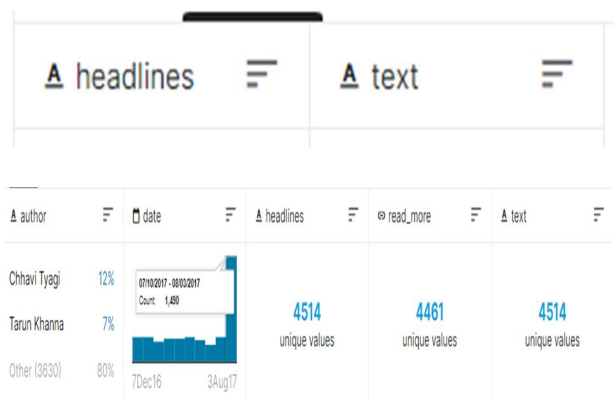 A headlines A text
A author date A headlines read_more A text
Chhavi Tyagi 12%
07/10/2017 - 08/03/2017
Count: 1,490
4514 4461 4514
Tarun Khanna 7%
unique values unique values unique values
Other (3630) 80%
7Dec16 3Aug17